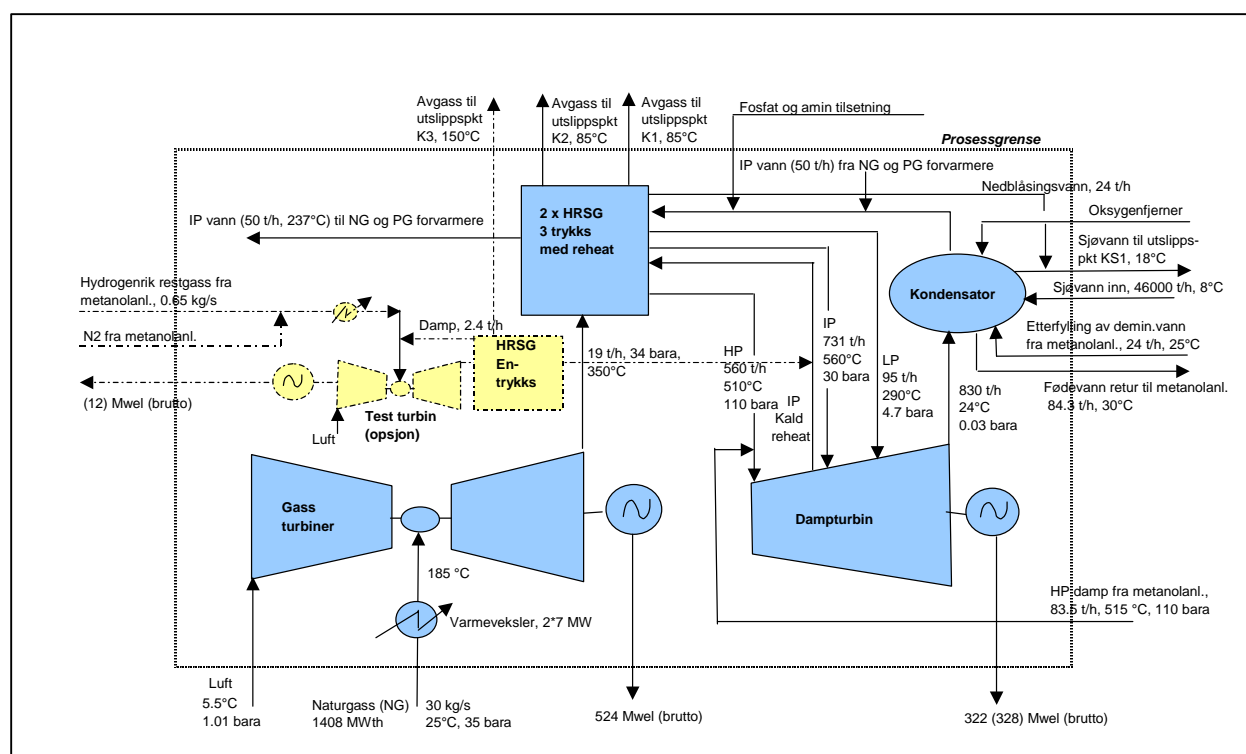 Avgass til
utslippspkt
K3, 150°C
Avgass til
utslippspkt
K2, 85°C
Avgass til
utslippspkt
K1, 85°C
Fosfat og amin tilsetning
Prosessgrense
IP vann (50 t/h) fra NG og PG forvarmere
Nedblåsingsvann, 24 t/h
IP vann (50 t/h, 237°C) til NG og PG forvarmere
2 x HRSG
3 trykks
med reheat
Oksygenfjerner
Sjøvann til utslipps-
pkt KS1, 18°C
Kondensator
Sjøvann inn, 46000 t/h, 8°C
Hydrogenrik restgass fra
metanolanl., 0.65 kg/s
N2 fra metanolanl.
Damp, 2.4 t/h
HRSG
En-
trykks
19 t/h, 34 bara,
350°C
Etterfylling av demin.vann
fra metanolanl., 24 t/h, 25°C
Fødevann retur til metanolanl.
84.3 t/h, 30°C
HP
560 t/h
510°C
110 bara
IP
Kald
reheat
IP
731 t/h
560°C
30 bara
LP
95 t/h
290°C
4.7 bara
830 t/h
24°C
0.03 bara
(12) Mwel (brutto)
Luft
Test turbin
(opsjon)
Gass
turbiner
Dampturbin
185 °C
Varmeveksler, 2*7 MW
HP damp fra metanolanl.,
83.5 t/h, 515 °C, 110 bara
Luft
5.5°C
1.01 bara
Naturgass (NG)
1408 MWth
30 kg/s
25°C, 35 bara
524 Mwel (brutto)
322 (328) Mwel (brutto)